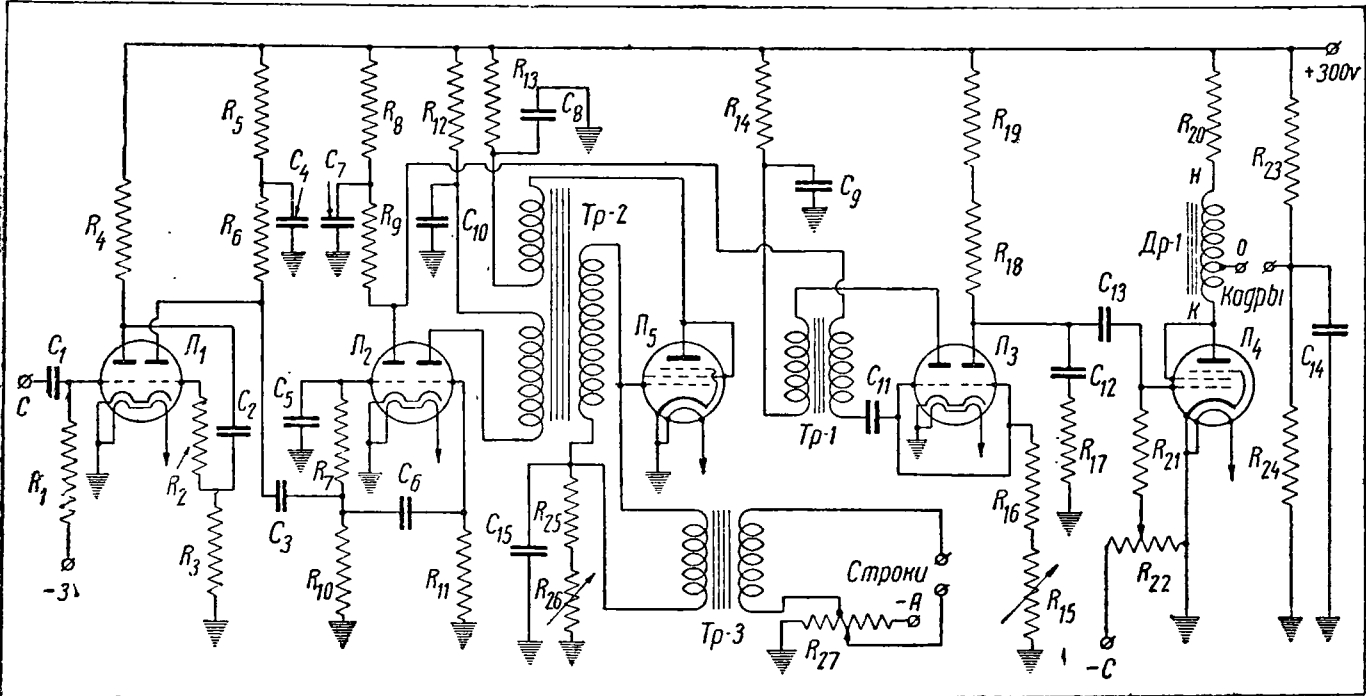 +300v
R13
C8
R5
R8
R12
R14
R19
R20
R23
C4
C7
C9
Н
R4
R6
R9
C10
Тр-2
R18
Др-1
О
Кадры
К
C13
C1
Л1
Л2
Л5
Л3
Л4
C14
С
C2
C5
C11
C12
Тр-1
R1
R2
R7
C6
R17
R21
R24
C3
C15
R25
R16
R3
Строки
-3
R10
R11
R26
-А
R15
R22
Тр-3
R27
-С